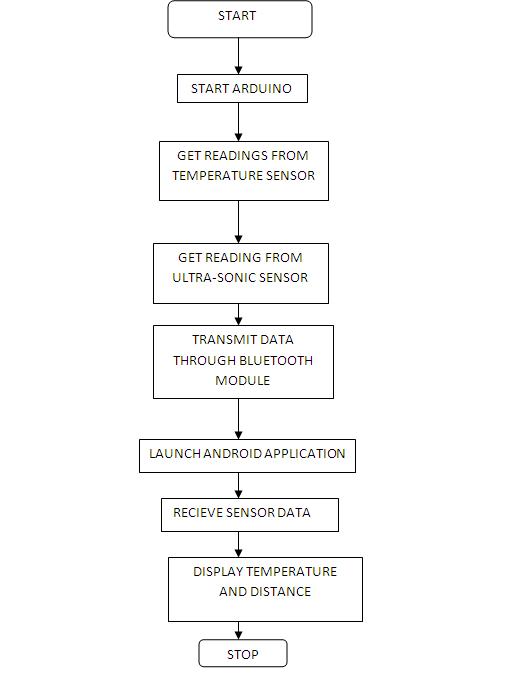 START
START ARDUINO
GET READINGS FROM
TEMPERATURE SENSOR
GET READING FROM
ULTRA-SONIC SENSOR
TRANSMIT DATA
THROUGH BLUETOOTH
MODULE
LAUNCH ANDROID APPLICATION
RECIEVE SENSOR DATA
DISPLAY TEMPERATURE
AND DISTANCE
STOP